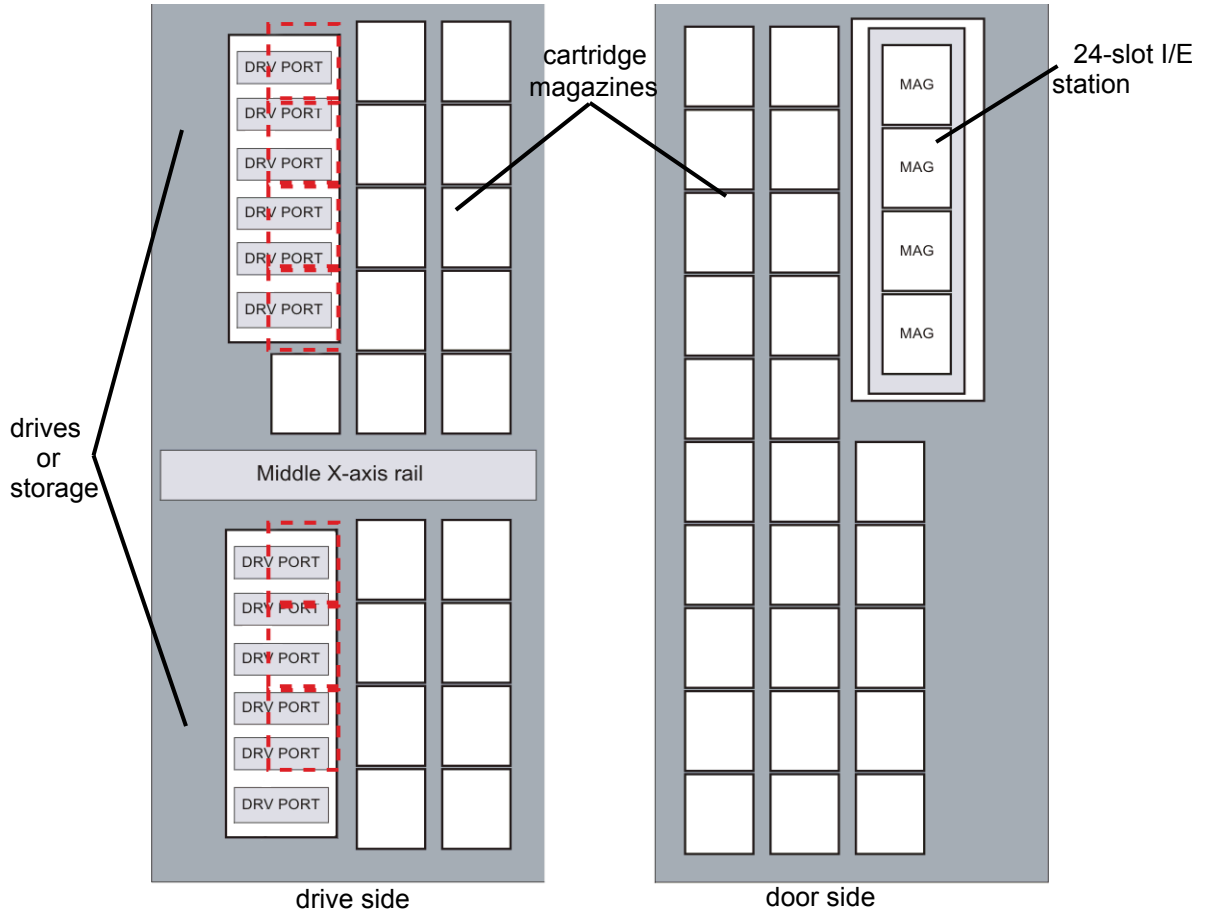 DRV PORT
DRV PORT
DRV PORT
DRV PORT
DRV PORT
DRV PORT
cartridge
magazines
MAG
MAG
MAG
MAG
24-slot I/E
station
drives
or
storage
Middle X-axis rail
DRV PORT
DRV PORT
DRV PORT
DRV PORT
DRV PORT
DRV PORT
drive side
door side